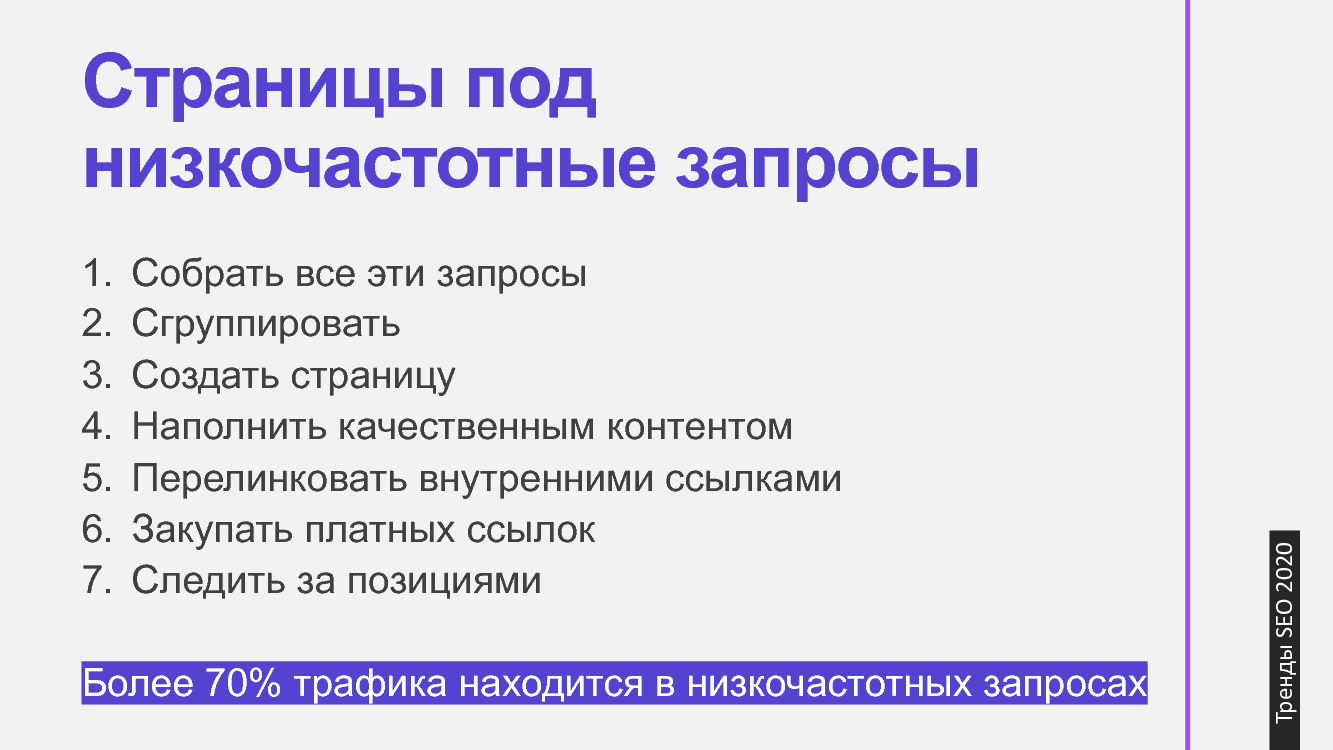 Страницы под
низкочастотные запросы
1. Собрать все эти запросы
2. Сгруппировать
3. Создать страницу
4. Наполнить качественным контентом
5. Перелинковать внутренними ссылками
6. Закупать платных ссылок
7. Следить за позициями
Более 70% трафика находится в низкочастотных запросах
Тренды SEO 2020